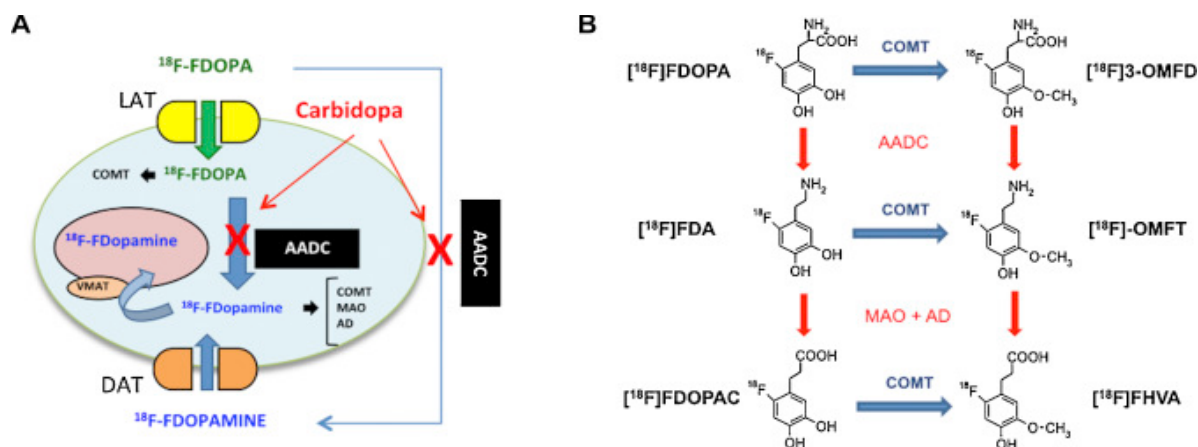 A
¹⁸F-FDOPA
LAT
Carbidopa
COMT
¹⁸F-FDOPA
X
X
AADC
AADC
¹⁸F-FDopamine
VMAT
¹⁸F-FDopamine
COMT
MAO
AD
DAT
¹⁸F-FDOPAMINE
B
[¹⁸F]FDOPA
NH₂
COOH
¹⁸F
OH
OH
COMT
NH₂
COOH
¹⁸F
O-CH₃
OH
[¹⁸F]3-OMFD
AADC
[¹⁸F]FDA
NH₂
¹⁸F
OH
OH
COMT
NH₂
¹⁸F
O-CH₃
OH
[¹⁸F]-OMFT
MAO + AD
[¹⁸F]FDOPAC
COOH
¹⁸F
OH
OH
COMT
COOH
¹⁸F
O-CH₃
OH
[¹⁸F]FHVA